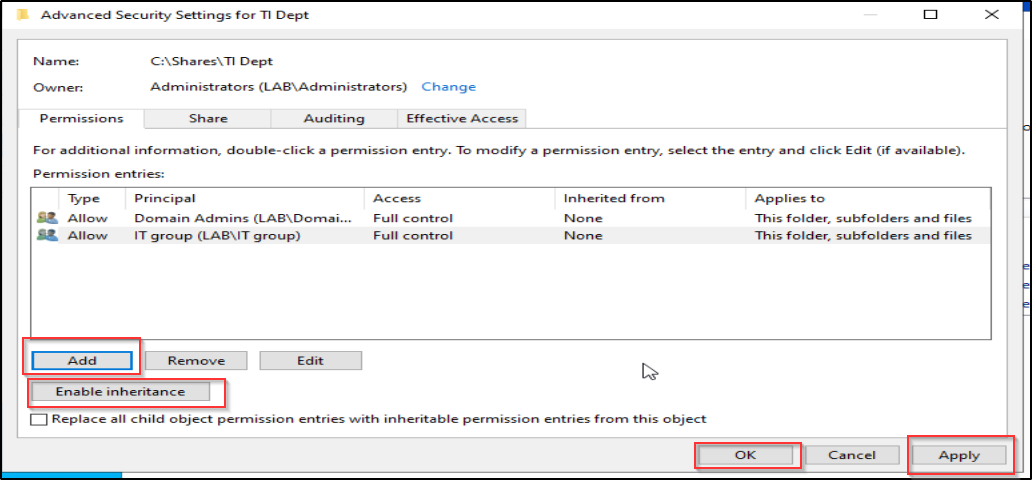 Advanced Security Settings for TI Dept
Name: C:\Shares\TI Dept
Owner: Administrators (LAB\Administrators) Change
Permissions Share Auditing Effective Access
For additional information, double-click a permission entry. To modify a permission entry, select the entry and click Edit (if available).
Permission entries:
Type Principal Access Inherited from Applies to
Allow Domain Admins (LAB\Domai... Full control None This folder, subfolders and files
Allow IT group (LAB\IT group) Full control None This folder, subfolders and files
Add Remove Edit
Enable inheritance
Replace all child object permission entries with inheritable permission entries from this object
OK Cancel Apply